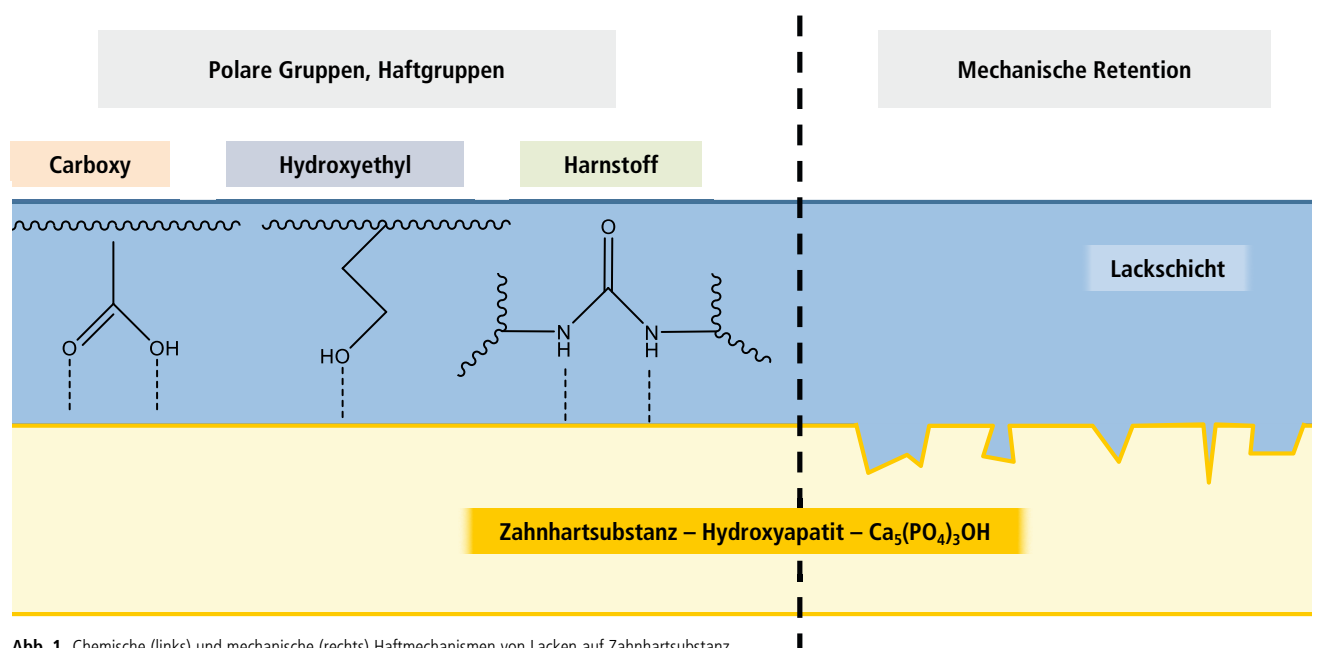 Polare Gruppen, Haftgruppen
Mechanische Retention
Carboxy
Hydroxyethyl
Harnstoff
O
Lackschicht
N
H
N
H
O
OH
HO
Zahnhartsubstanz – Hydroxyapatit – Ca₅(PO₄)₃OH
Abb. 1 Chemische (links) und mechanische (rechts) Haftmechanismen von Lacken auf Zahnhartsubstanz